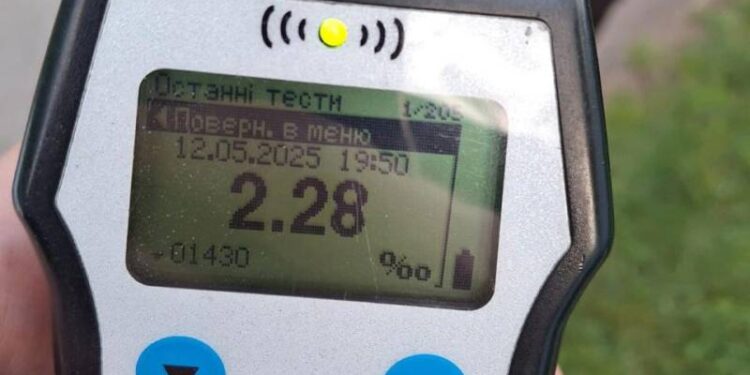 Останні тести 1/205
Поверн. в меню
12.05.2025 19:50
2.28
01430 ‰